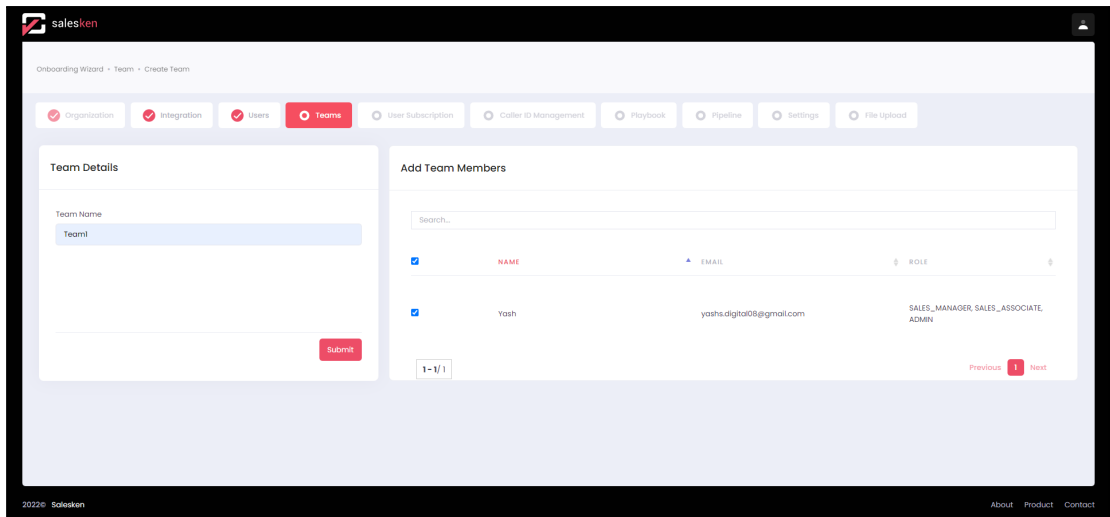 salesken
Onboarding Wizard • Team • Create Team
Organization Integration Users Teams User Subscription Caller ID Management Playbook Pipeline Settings File Upload
Team Details
Team Name
Team1
Submit
Add Team Members
Search...
NAME EMAIL ROLE
Yash yashs.digital08@gmail.com SALES_MANAGER, SALES_ASSOCIATE,
ADMIN
1 - 1/ 1
Previous 1 Next
2022© Salesken About Product Contact